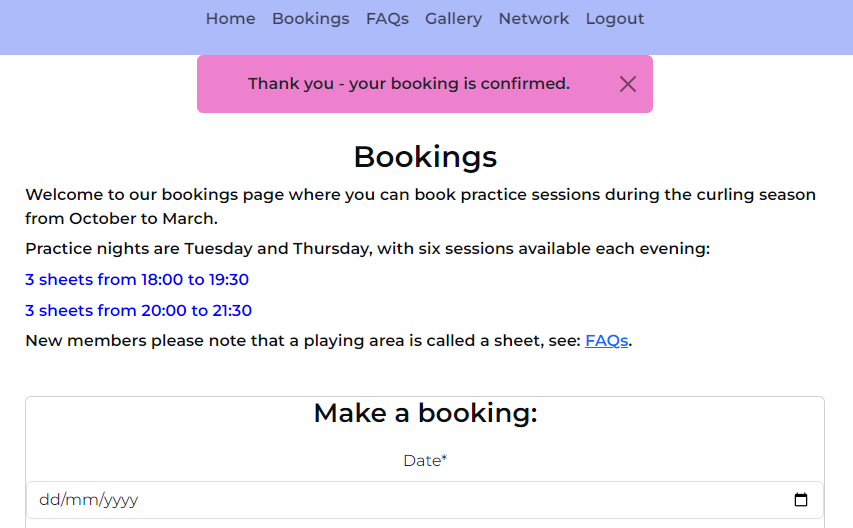 Home Bookings FAQs Gallery Network Logout
Thank you - your booking is confirmed.
Bookings
Welcome to our bookings page where you can book practice sessions during the curling season
from October to March.
Practice nights are Tuesday and Thursday, with six sessions available each evening:
3 sheets from 18:00 to 19:30
3 sheets from 20:00 to 21:30
New members please note that a playing area is called a sheet, see: FAQs.
Make a booking:
Date*
dd/mm/yyyy